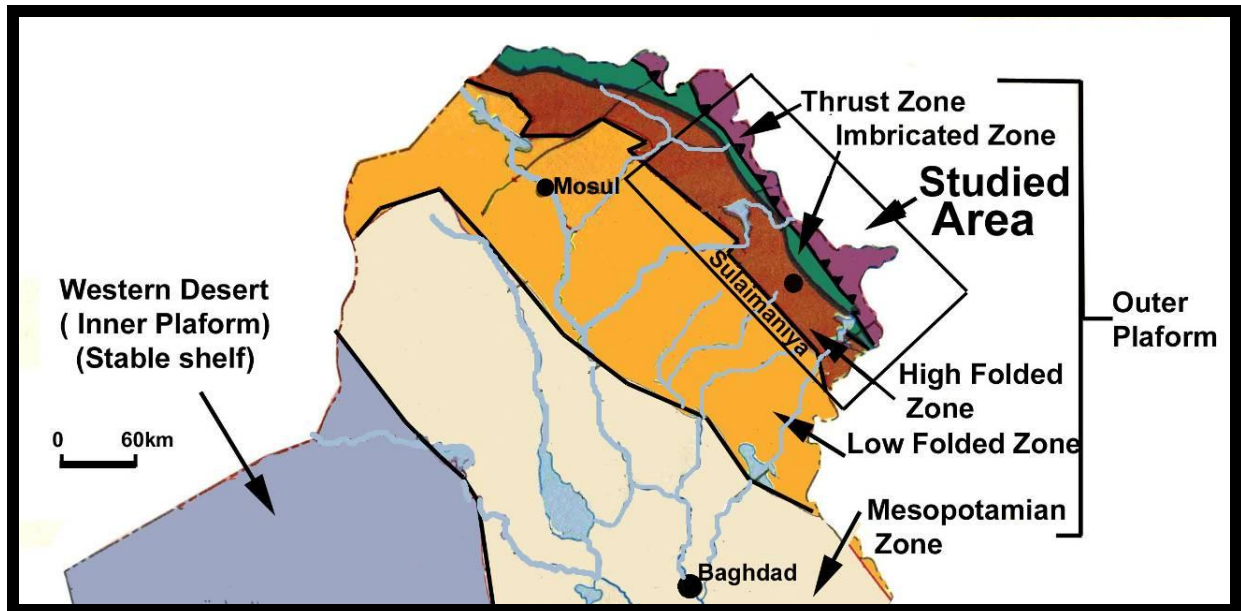 Thrust Zone
Imbricated Zone
Studied
Area
Mosul
Sulaimaniya
Western Desert
( Inner Plaform)
(Stable shelf)
Outer
Plaform
High Folded
Zone
Low Folded Zone
0 60km
Mesopotamian
Zone
Baghdad